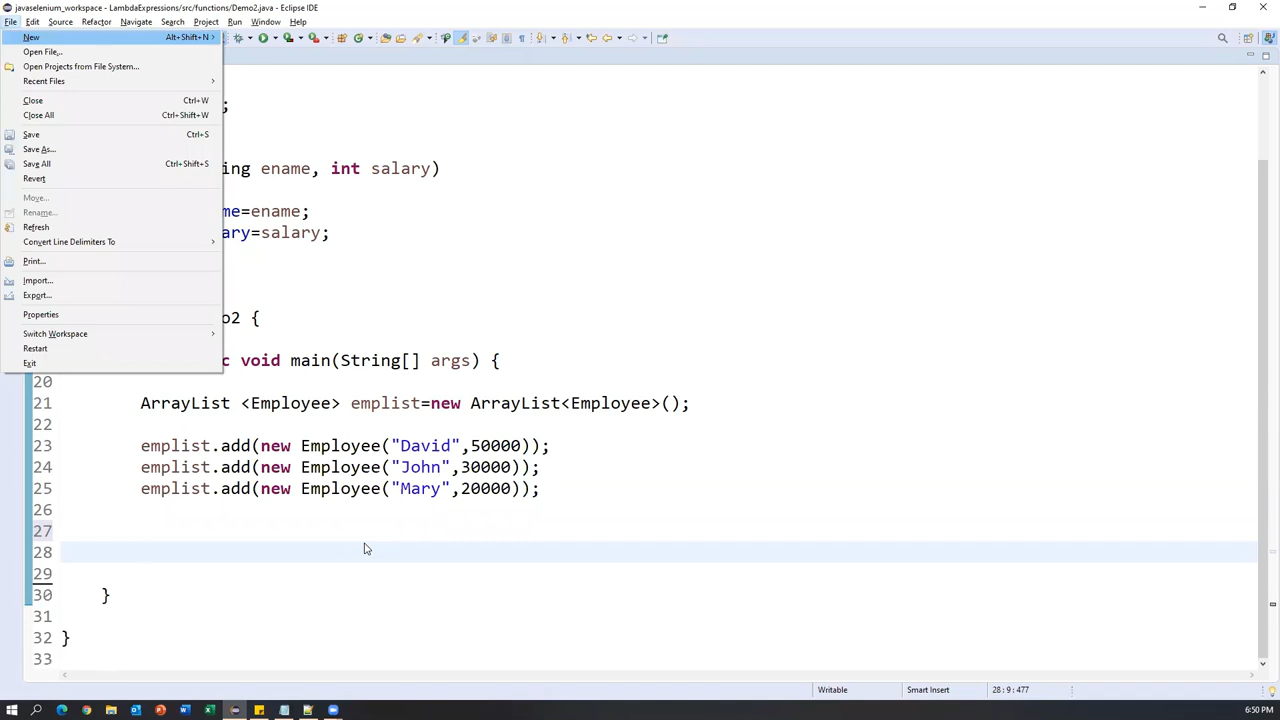 javaselenium_workspace - LambdaExpressions/src/functions/Demo2.java - Eclipse IDE
File Edit Source Refactor Navigate Search Project Run Window Help
New Alt+Shift+N
Open File...
Open Projects from File System...
Recent Files
Close Ctrl+W
Close All Ctrl+Shift+W
;
Save Ctrl+S
Save As...
Save All Ctrl+Shift+S
ing ename, int salary)
Revert
Move...
Rename...
me=ename;
Refresh
ary=salary;
Convert Line Delimiters To
Print...
Import...
Export...
Properties
o2 {
Switch Workspace
Restart
Exit
c void main(String[] args) {
20
21 ArrayList <Employee> emplist=new ArrayList<Employee>();
22
23 emplist.add(new Employee("David",50000));
24 emplist.add(new Employee("John",30000));
25 emplist.add(new Employee("Mary",20000));
26
27
28
29
30 }
31
32 }
33
Writable Smart Insert 28 : 9 : 477
6:50 PM